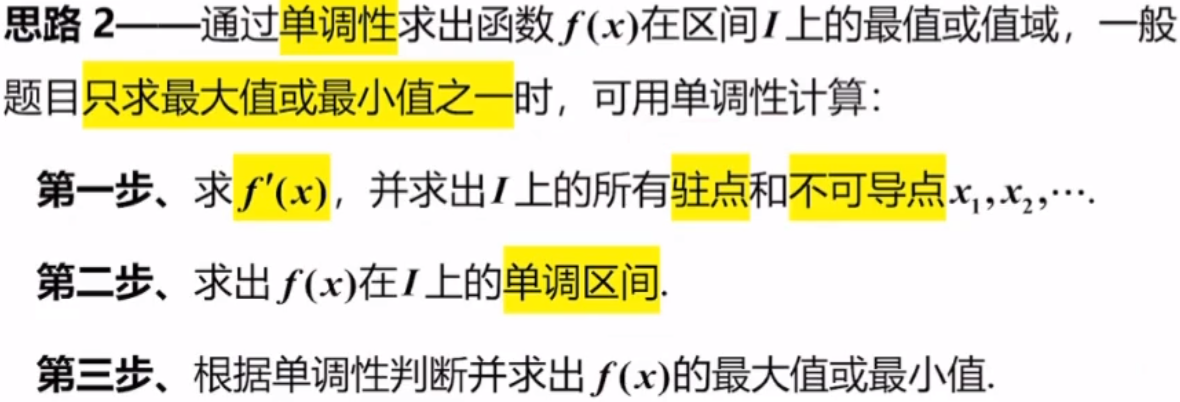 思路 2——通过单调性求出函数 f(x)在区间 I 上的最值或值域，一般
题目只求最大值或最小值之一时，可用单调性计算：
第一步、求 f′(x)，并求出 I 上的所有驻点和不可导点 x₁,x₂,⋯.
第二步、求出 f(x)在 I 上的单调区间.
第三步、根据单调性判断并求出 f(x)的最大值或最小值.